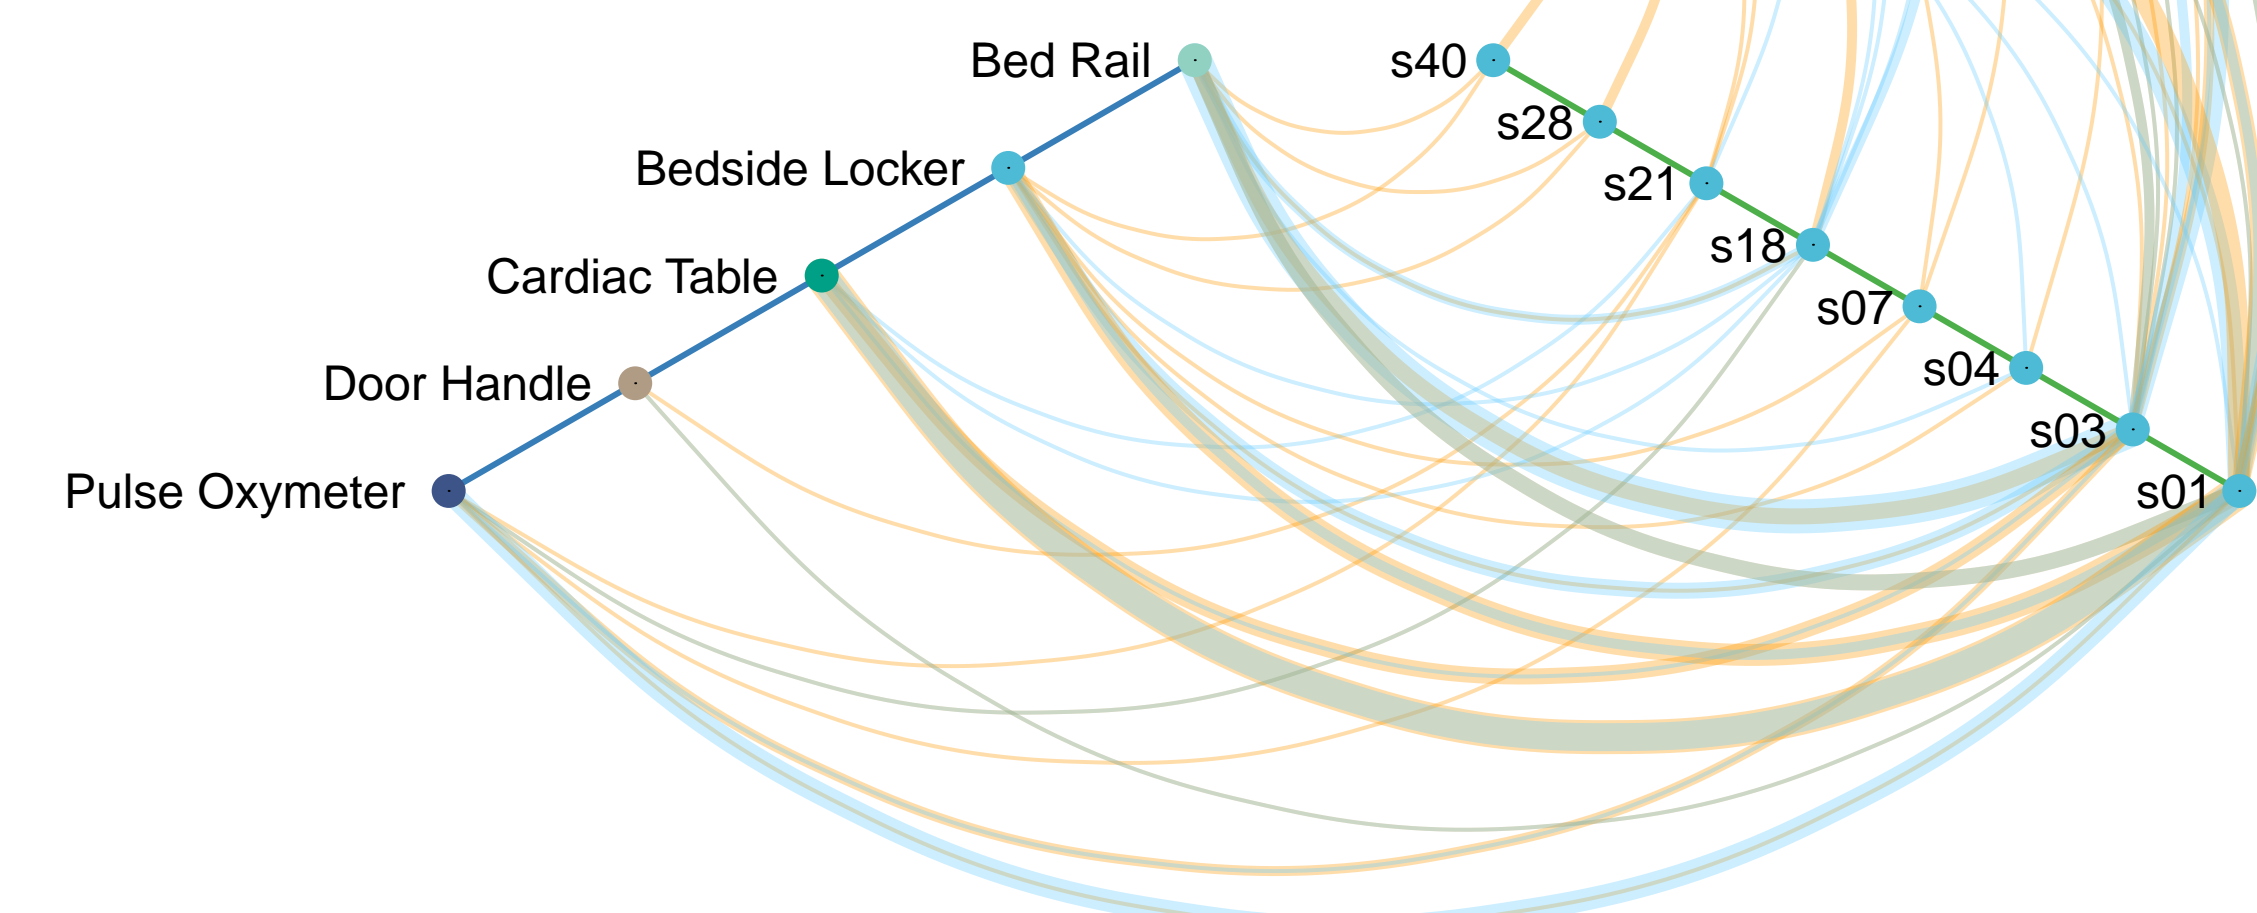 Bed Rail
s40
s28
Bedside Locker
s21
s18
Cardiac Table
s07
s04
Door Handle
s03
Pulse Oxymeter
s01